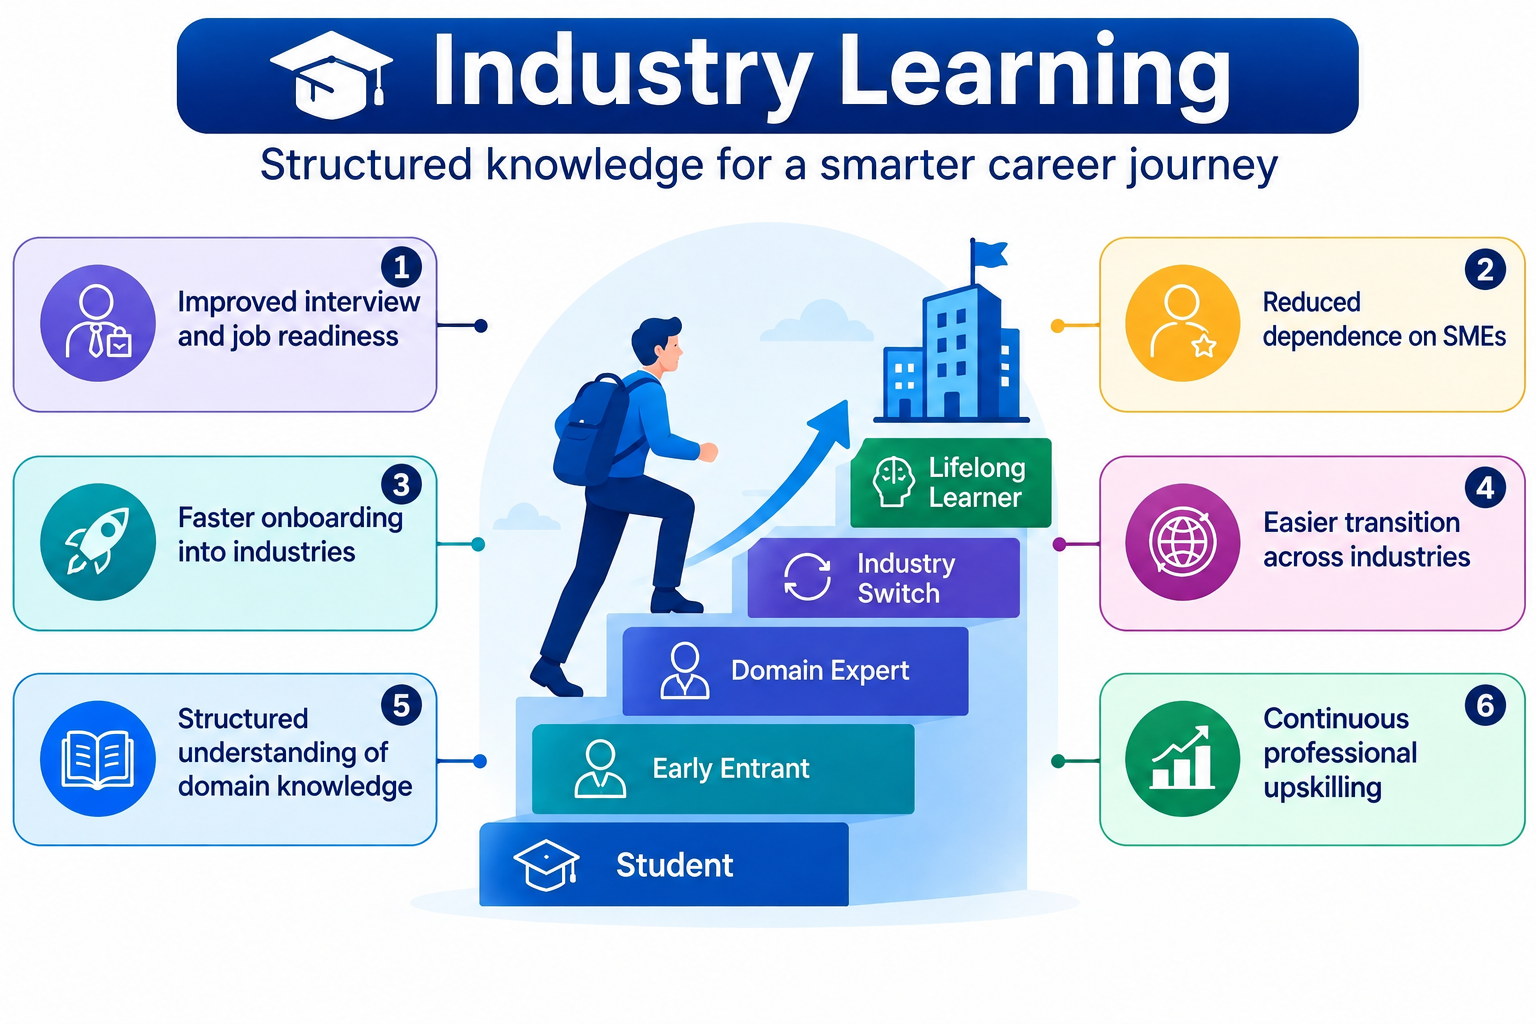 Industry Learning
Structured knowledge for a smarter career journey
1
Improved interview
and job readiness
2
Reduced
dependence on SMEs
3
Faster onboarding
into industries
4
Easier transition
across industries
5
Structured
understanding of
domain knowledge
6
Continuous
professional
upskilling
Lifelong
Learner
Industry
Switch
Domain Expert
Early Entrant
Student